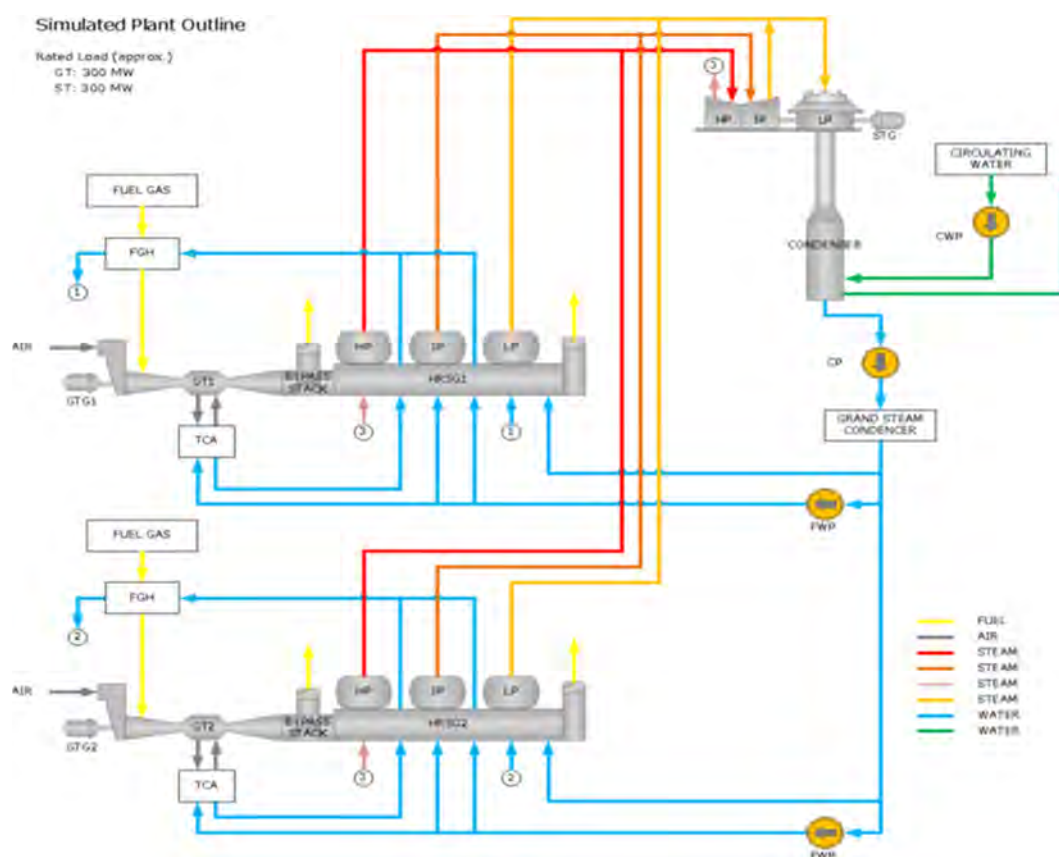 Simulated Plant Outline
Rated Load (approx.)
GT: 300 MW
ST: 300 MW
3
HP
IP
LP
STG
CIRCULATING
WATER
CWP
CONDENSER
CP
GRAND STEAM
CONDENCER
FUEL GAS
FGH
1
AIR
GTG1
GT1
TCA
BYPASS
STACK
HP
IP
LP
HRSG1
3
1
FWP
FUEL GAS
FGH
2
AIR
GTG2
GT2
TCA
BYPASS
STACK
HP
IP
LP
HRSG2
3
2
FWP
FUEL
AIR
STEAM
STEAM
STEAM
STEAM
WATER
WATER